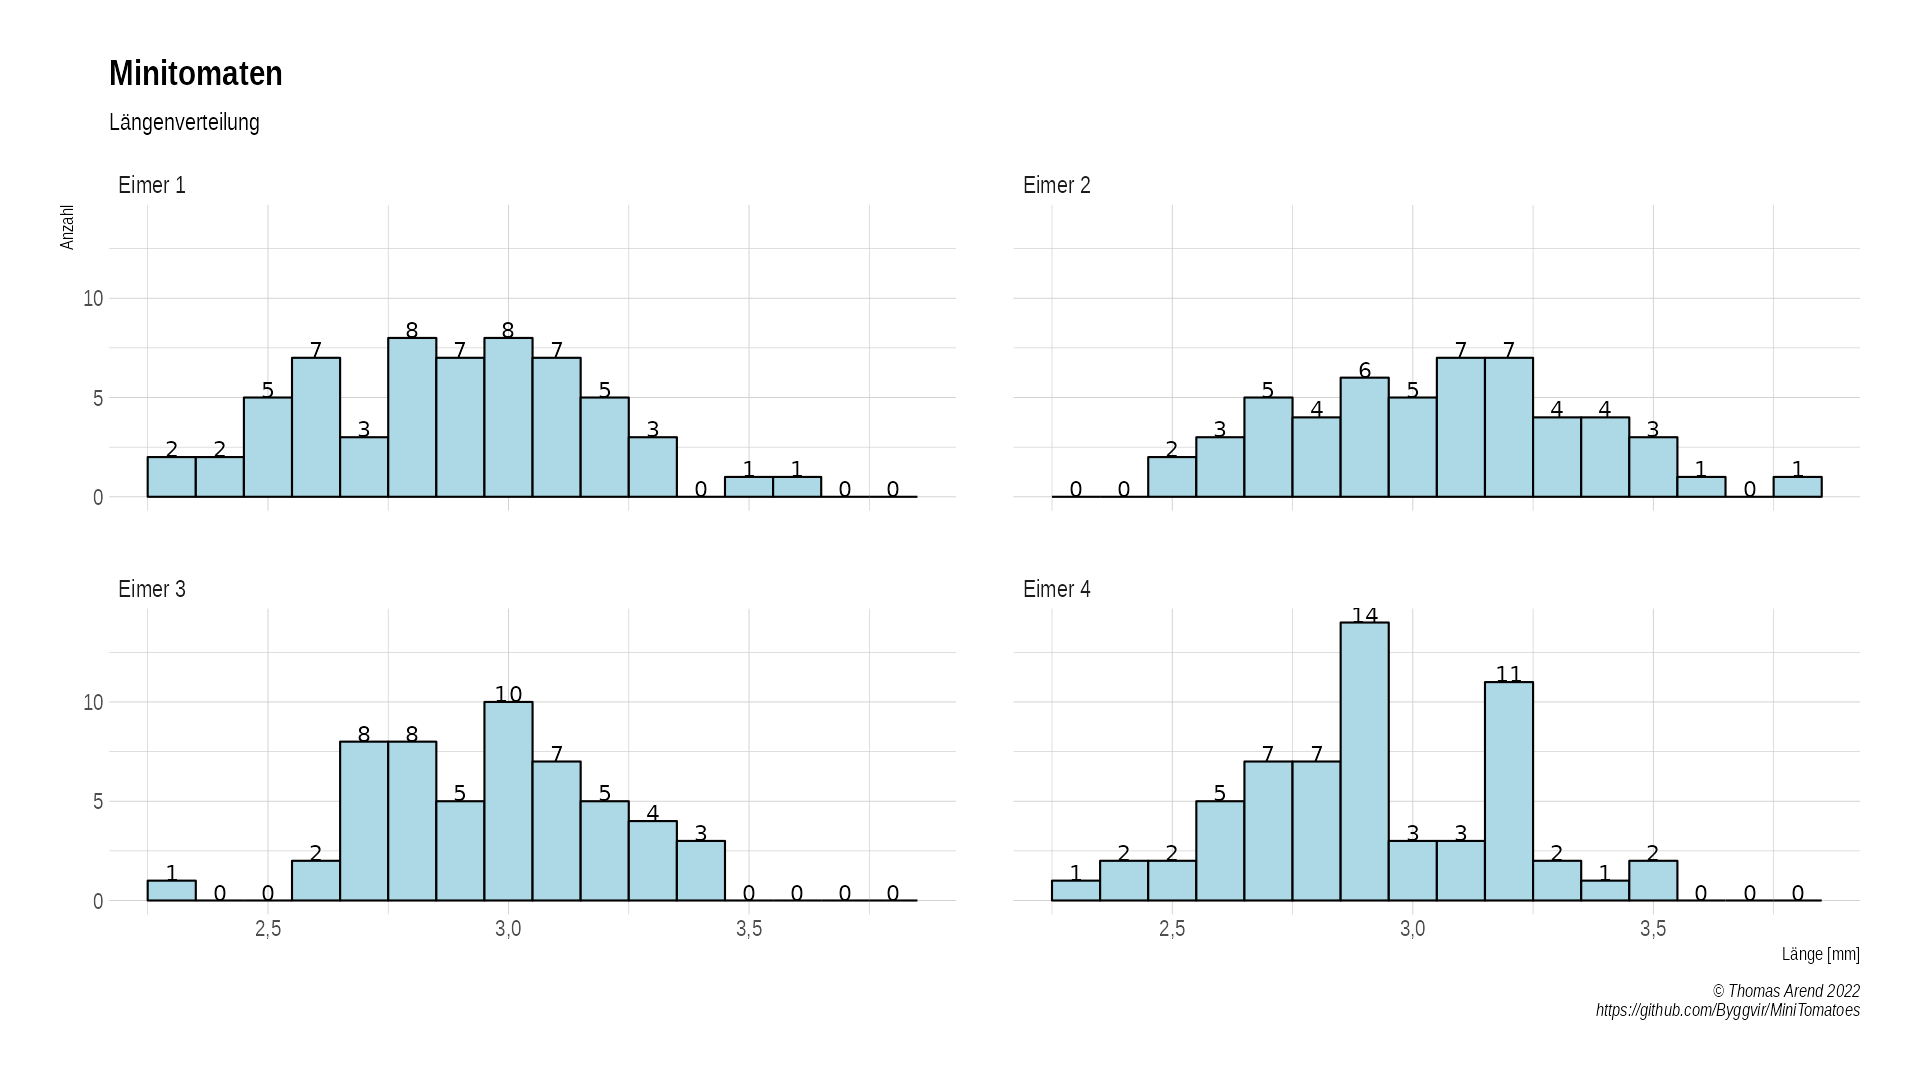 Minitomaten
Längenverteilung
Eimer 1
Eimer 2
Anzahl
10
5
0
2 2 5 7 3 8 7 8 7 5 3 0 1 1 0 0
0 0 2 3 5 4 6 5 7 7 4 4 3 1 0 1
Eimer 3
Eimer 4
10
5
0
1 0 0 2 8 8 5 10 7 5 4 3 0 0 0 0
1 2 2 5 7 7 14 3 3 11 2 1 2 0 0 0
2,5 3,0 3,5
2,5 3,0 3,5
Länge [mm]
© Thomas Arend 2022
https://github.com/Byggvir/MiniTomatoes